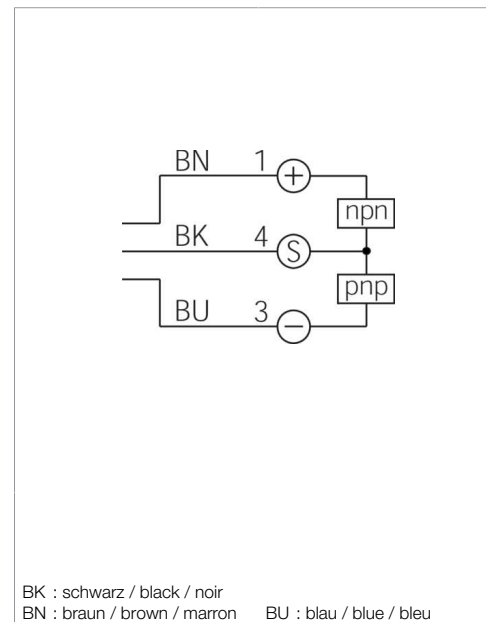 BN 1 +
npn
BK 4 S
pnp
BU 3 −
BK : schwarz / black / noir
BN : braun / brown / marron BU : blau / blue / bleu